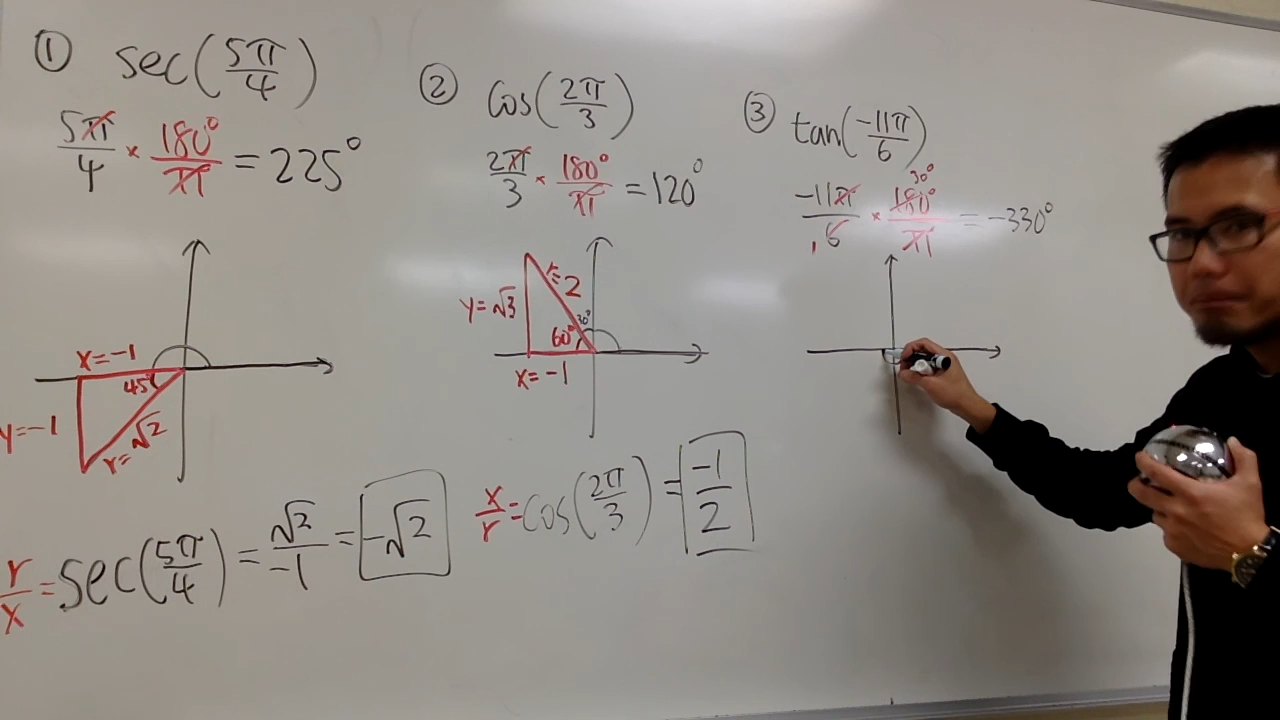 ① sec(5π/4)
5π/4 × 180°/π = 225°
x=-1
45°
y=-1
r=√2
r/x = sec(5π/4) = √2/-1 = -√2
② cos(2π/3)
2π/3 × 180°/π = 120°
y=√3
r=2
30°
60°
x=-1
x/r = cos(2π/3) = -1/2
③ tan(-11π/6)
30°
-11π/6 × 180°/π = -330°
1